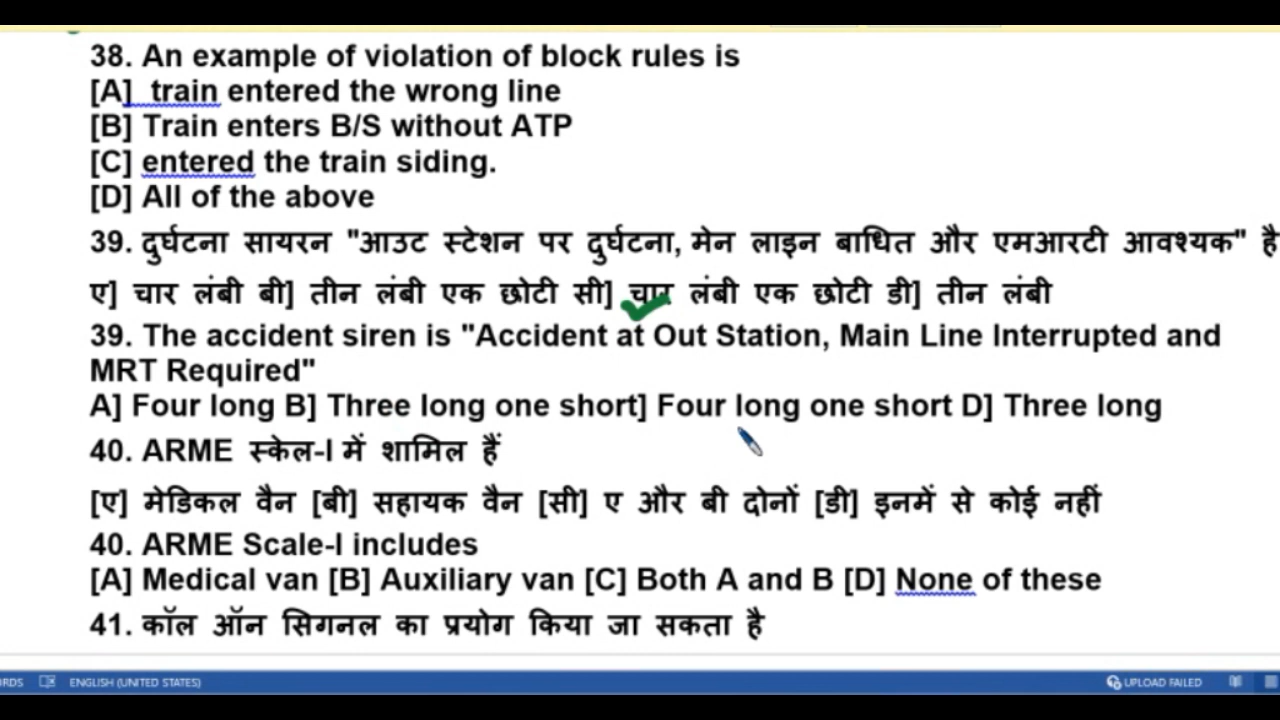 38. An example of violation of block rules is
[A] train entered the wrong line
[B] Train enters B/S without ATP
[C] entered the train siding.
[D] All of the above
39. दुर्घटना सायरन "आउट स्टेशन पर दुर्घटना, मेन लाइन बाधित और एमआरटी आवश्यक" है
ए] चार लंबी बी] तीन लंबी एक छोटी सी] चार लंबी एक छोटी डी] तीन लंबी
39. The accident siren is "Accident at Out Station, Main Line Interrupted and
MRT Required"
A] Four long B] Three long one short] Four long one short D] Three long
40. ARME स्केल-I में शामिल हैं
[ए] मेडिकल वैन [बी] सहायक वैन [सी] ए और बी दोनों [डी] इनमें से कोई नहीं
40. ARME Scale-I includes
[A] Medical van [B] Auxiliary van [C] Both A and B [D] None of these
41. कॉल ऑन सिगनल का प्रयोग किया जा सकता है
ENGLISH (UNITED STATES) UPLOAD FAILED